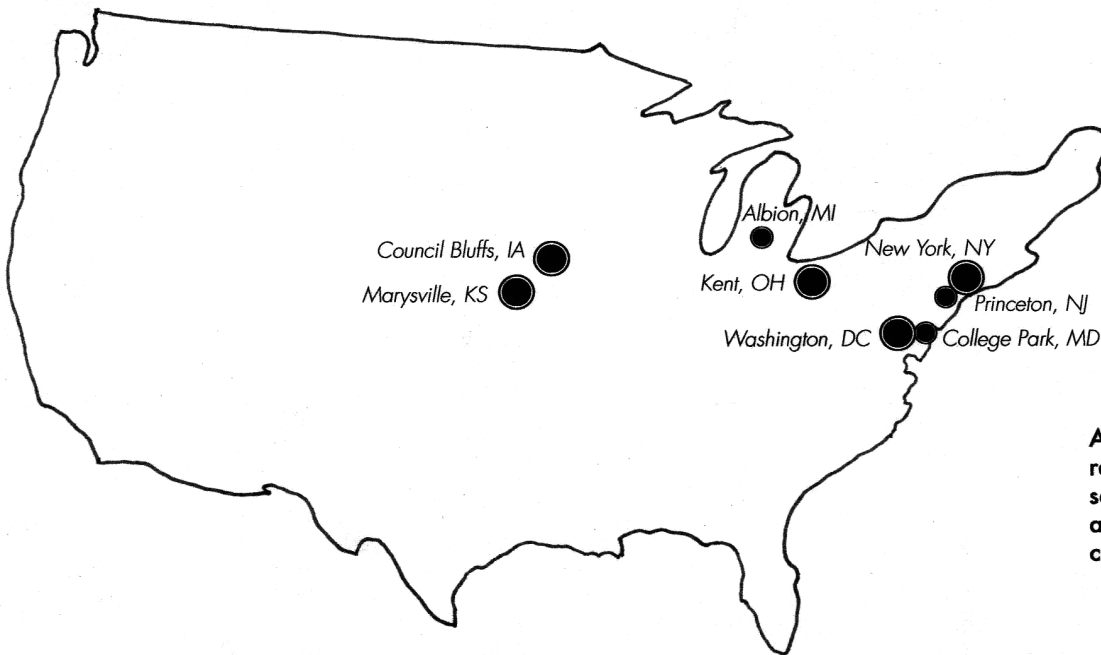 Albion, MI
Council Bluffs, IA
New York, NY
Kent, OH
Marysville, KS
Princeton, NJ
Washington, DC
College Park, MD